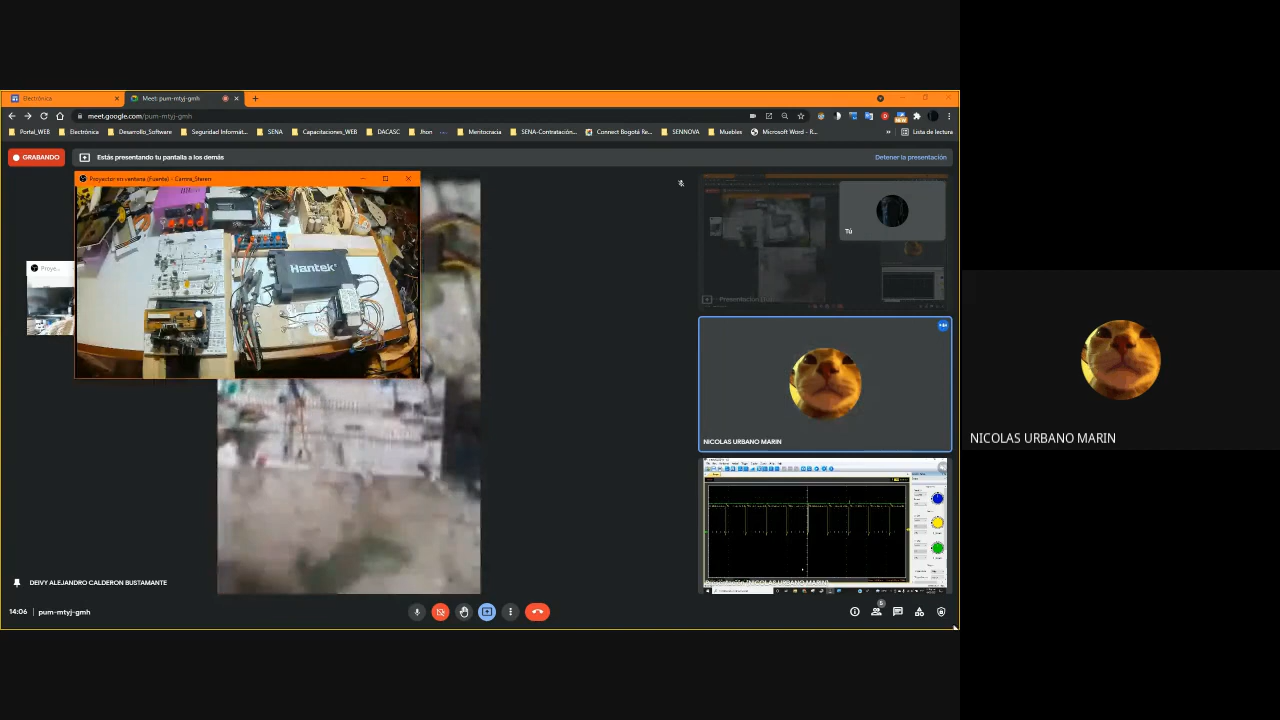 Electrónica
Meet: pum-mtyj-gmh
meet.google.com/pum-mtyj-gmh
Portal_WEB
Electrónica
Desarrollo_Software
Seguridad Informát...
SENA
Capacitaciones_WEB
DACASC
Jhon
Meritocracia
SENA-Contratación...
Connect Bogotá Re...
SENNOVA
Muebles
Microsoft Word - R...
Lista de lectura
GRABANDO
Estás presentando tu pantalla a los demás
Detener la presentación
Proyector en ventana (Fuente) - Camra_Steren
Tú
Proye...
Hantek
NICOLAS URBANO MARIN
NICOLAS URBANO MARIN
DEIVY ALEJANDRO CALDERON BUSTAMANTE
14:06 | pum-mtyj-gmh